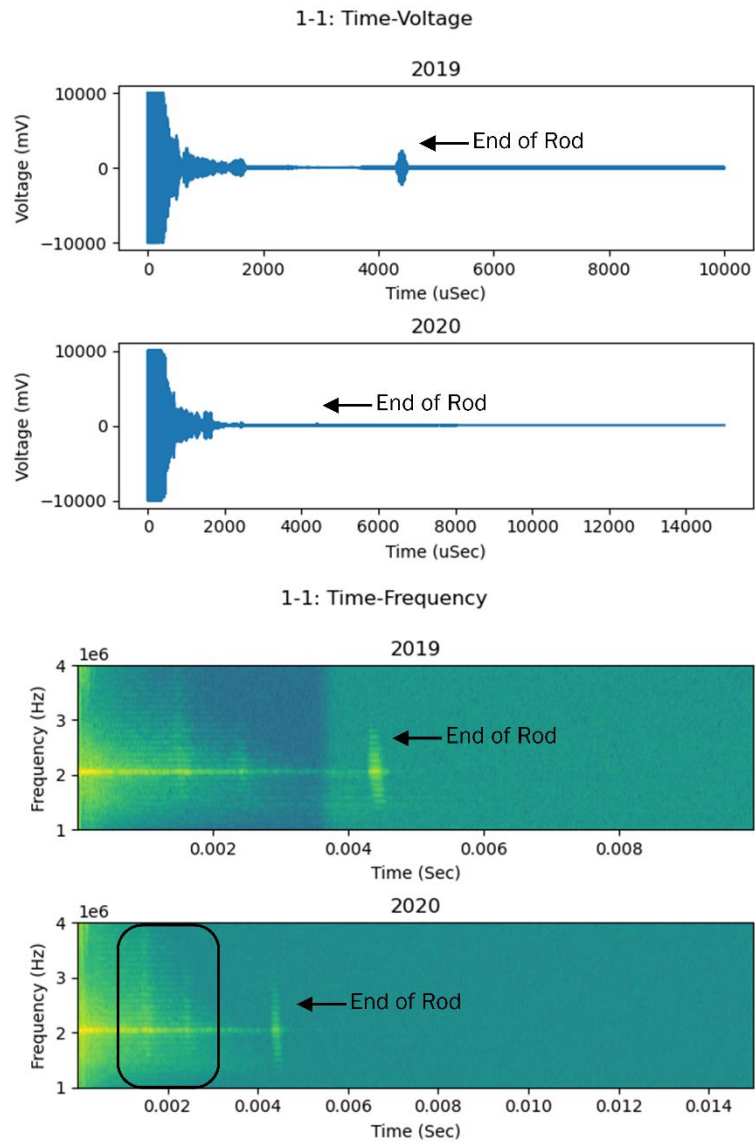 1-1: Time-Voltage
2019
10000
0
−10000
Voltage (mV)
End of Rod
0 2000 4000 6000 8000 10000
Time (uSec)
2020
10000
0
−10000
Voltage (mV)
End of Rod
0 2000 4000 6000 8000 10000 12000 14000
Time (uSec)
1-1: Time-Frequency
2019
1e6
4
3
2
1
Frequency (Hz)
End of Rod
0.002 0.004 0.006 0.008
Time (Sec)
2020
1e6
4
3
2
1
Frequency (Hz)
End of Rod
0.002 0.004 0.006 0.008 0.010 0.012 0.014
Time (Sec)